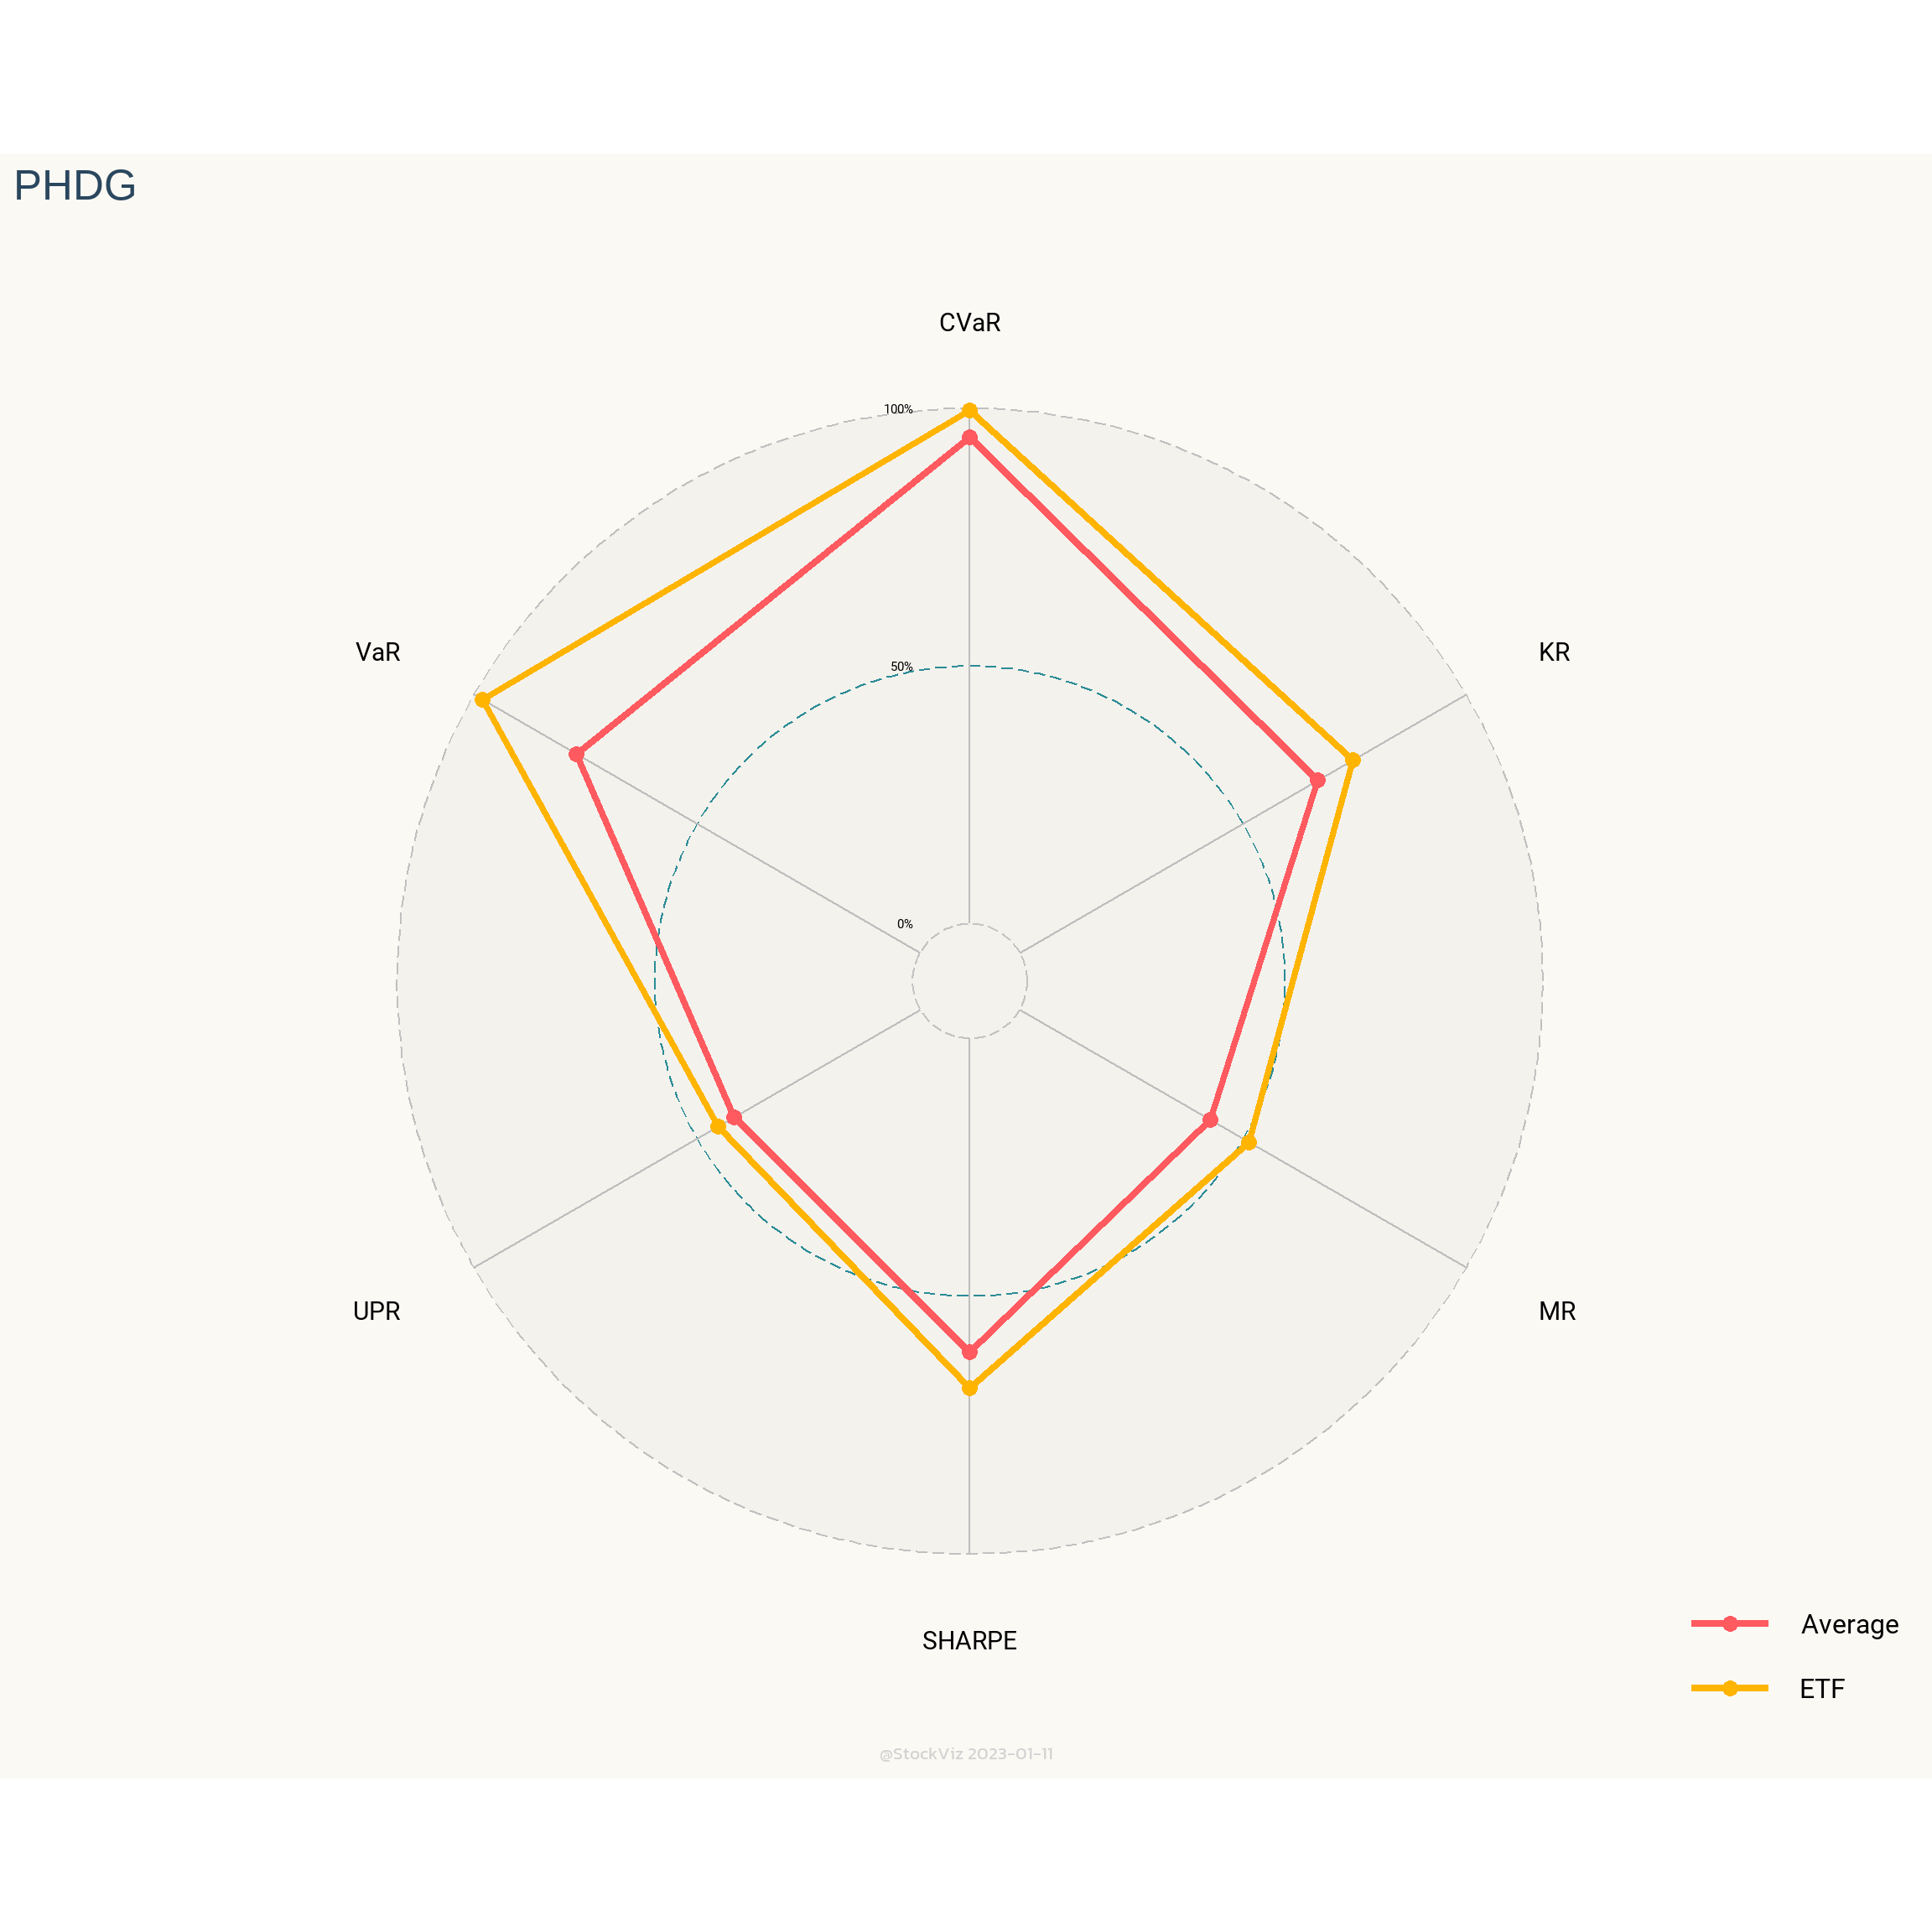 PHDG
CVaR
100%
KR
VaR
50%
0%
UPR
MR
SHARPE
Average
ETF
@StockViz 2023-01-11